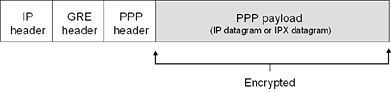 IP header
GRE header
PPP header
PPP payload
(IP datagram or IPX datagram)
Encrypted